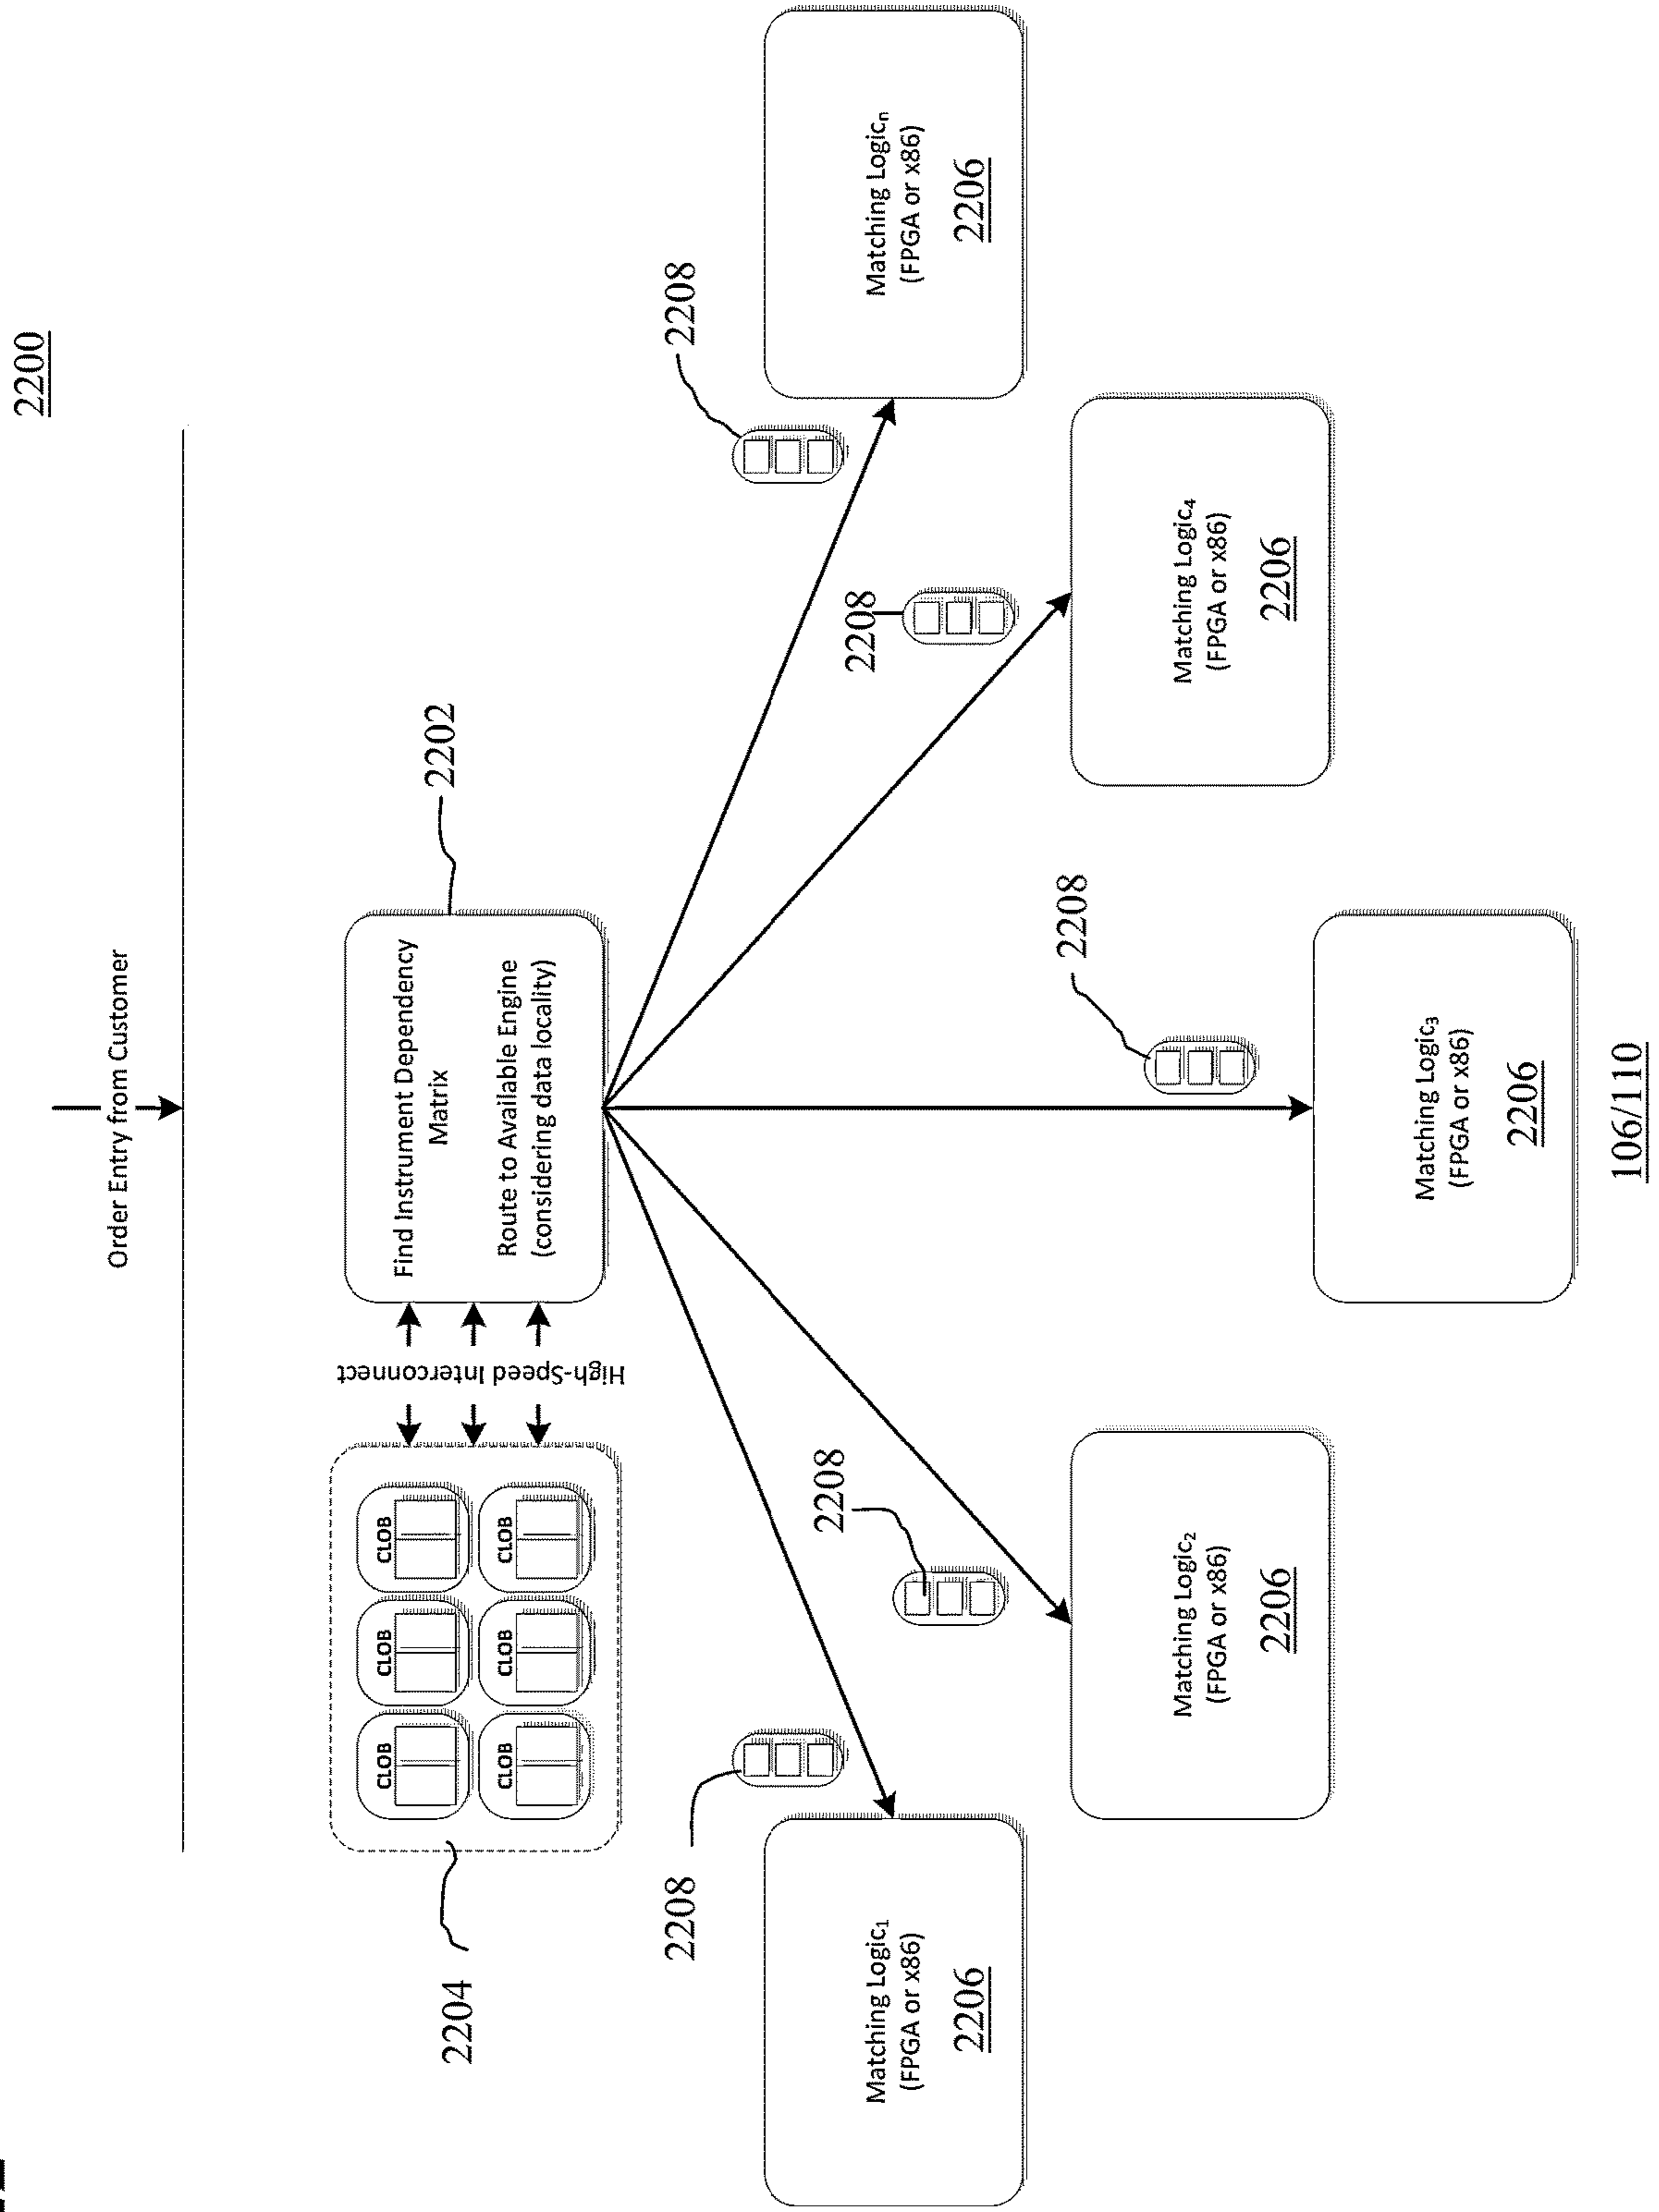 2200
Order Entry from Customer
2202
Find Instrument Dependency
Matrix
Route to Available Engine
(considering data locality)
High-Speed Interconnect
CLOB
CLOB
CLOB
CLOB
CLOB
CLOB
2204
2208
2208
2208
2208
2208
Matching Logic₁
(FPGA or x86)
2206
Matching Logic₂
(FPGA or x86)
2206
Matching Logic₃
(FPGA or x86)
2206
Matching Logic₄
(FPGA or x86)
2206
Matching Logicₙ
(FPGA or x86)
2206
106/110